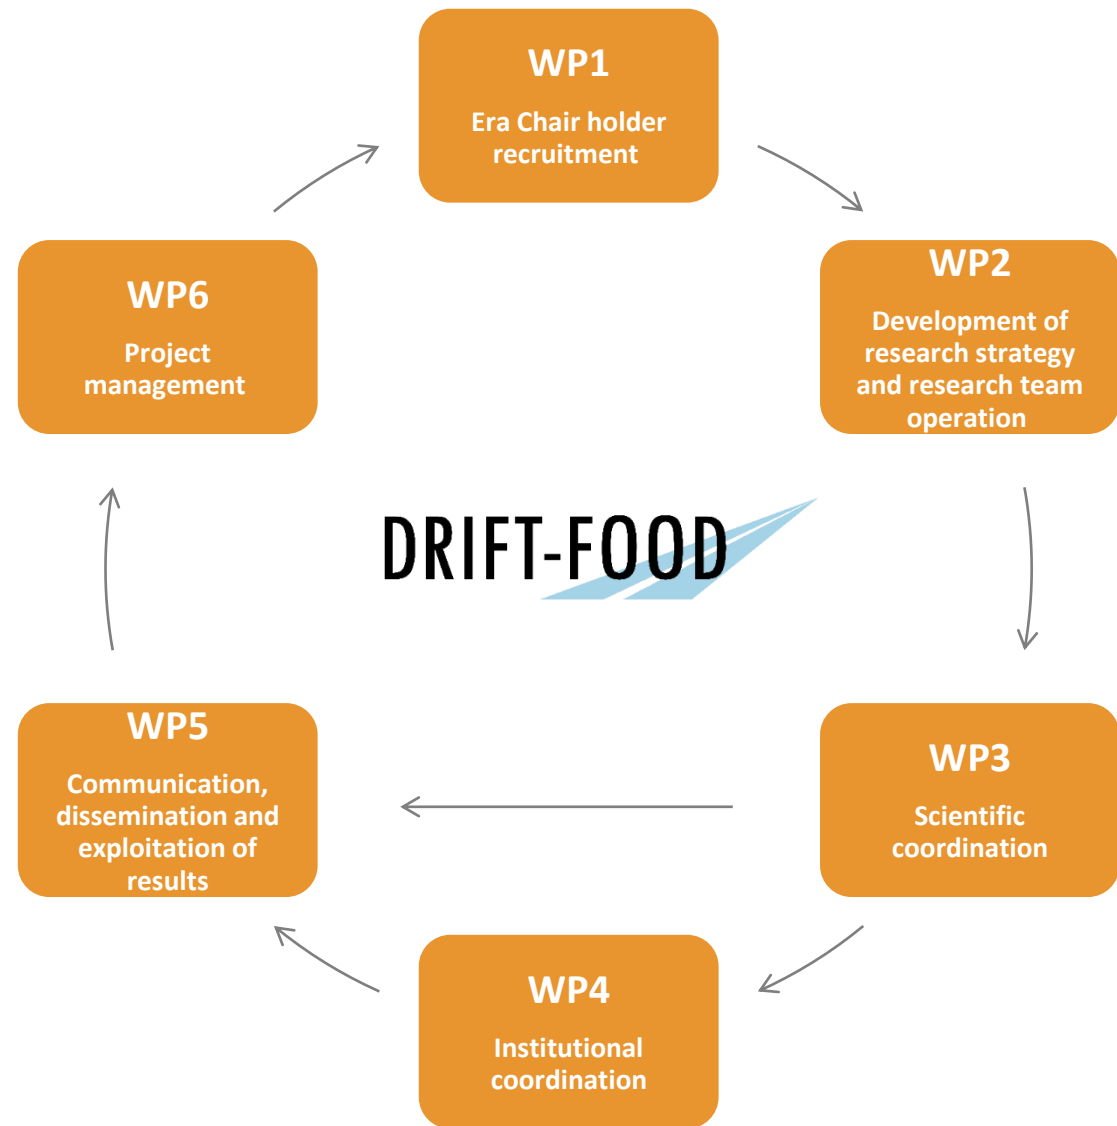 WP1
Era Chair holder
recruitment
WP2
Development of
research strategy
and research team
operation
WP3
Scientific
coordination
WP4
Institutional
coordination
WP5
Communication,
dissemination and
exploitation of
results
WP6
Project
management
DRIFT-FOOD